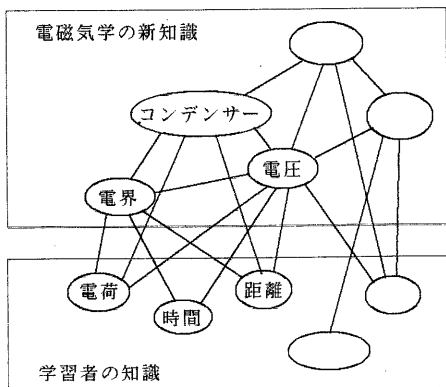 電磁気学の新知識
コンデンサー
電圧
電界
電荷
時間
距離
学習者の知識